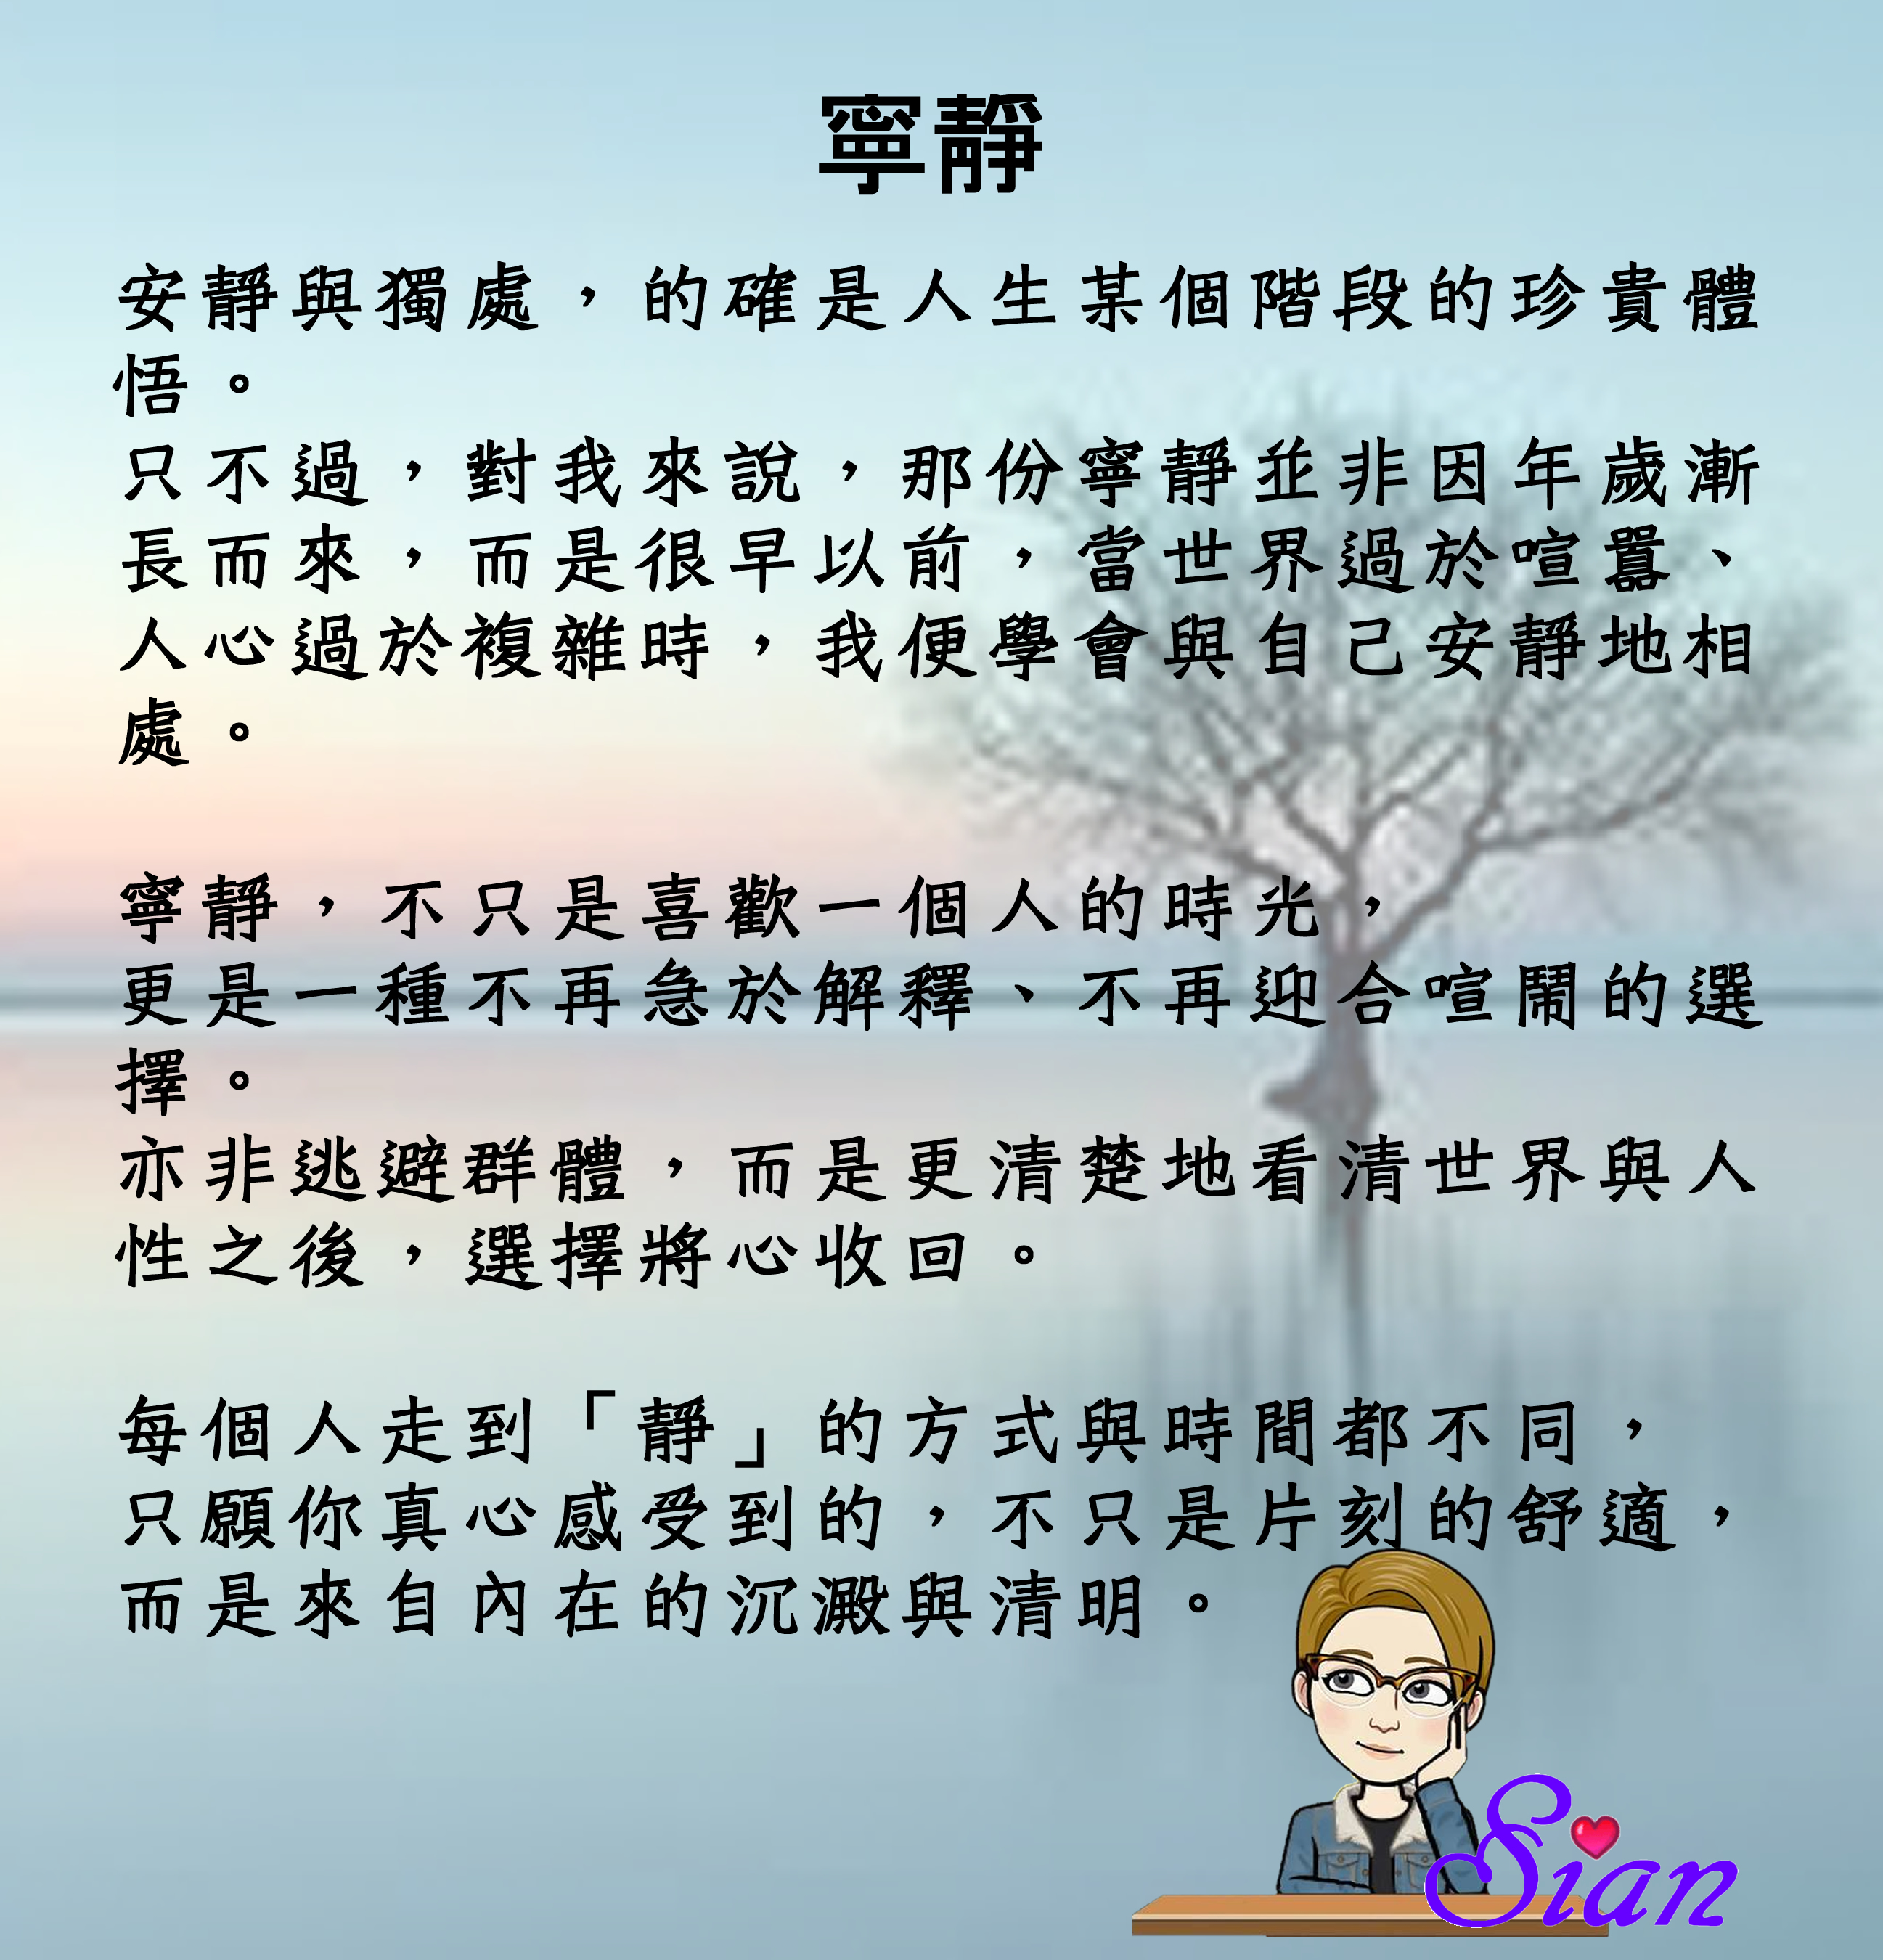 寧靜
安靜與獨處，的確是人生某個階段的珍貴體
悟。
只不過，對我來說，那份寧靜並非因年歲漸
長而來，而是很早以前，當世界過於喧囂、
人心過於複雜時，我便學會與自己安靜地相
處。
寧靜，不只是喜歡一個人的時光，
更是一種不再急於解釋、不再迎合喧鬧的選
擇。
亦非逃避群體，而是更清楚地看清世界與人
性之後，選擇將心收回。
每個人走到「靜」的方式與時間都不同，
只願你真心感受到的，不只是片刻的舒適，
而是來自內在的沉澱與清明。
Sian